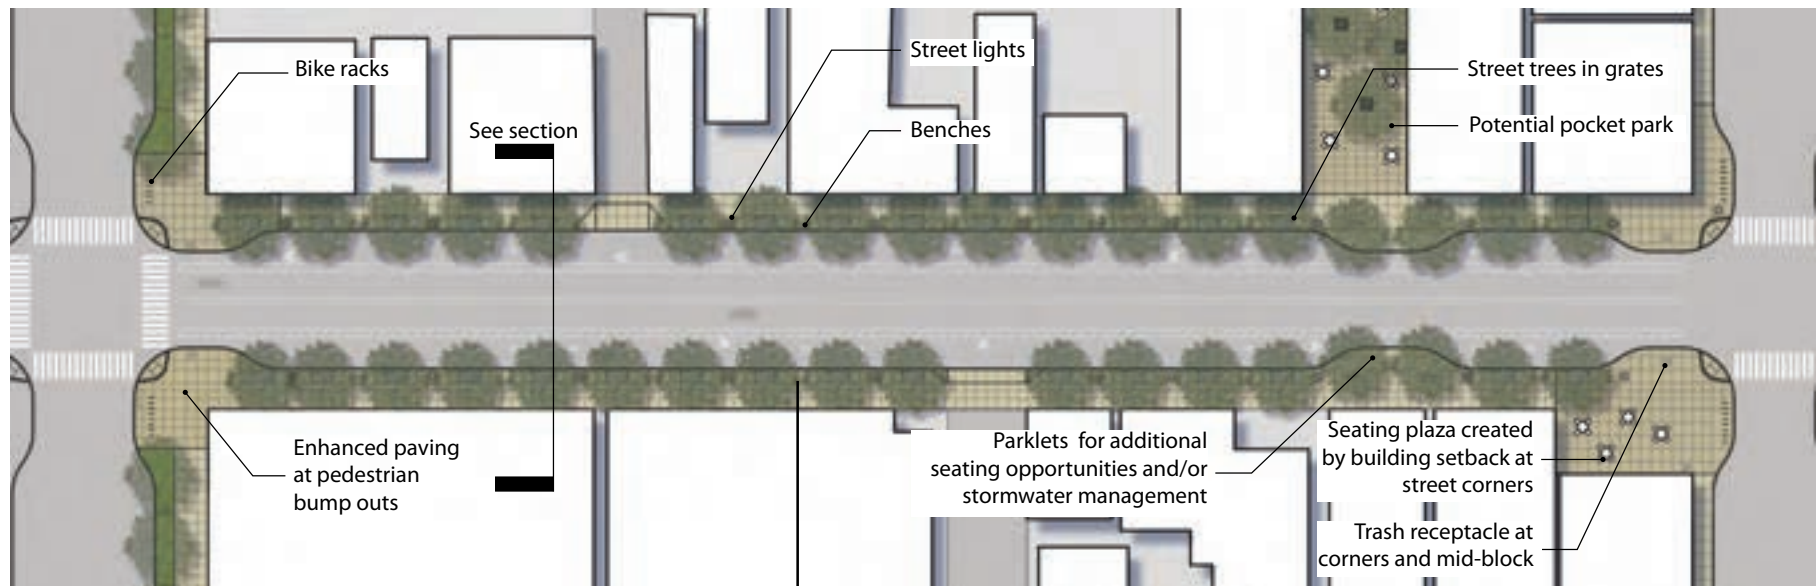 Bike racks
See section
Street lights
Benches
Street trees in grates
Potential pocket park
Enhanced paving
at pedestrian
bump outs
Parklets for additional
seating opportunities and/or
stormwater management
Seating plaza created
by building setback at
street corners
Trash receptacle at
corners and mid-block